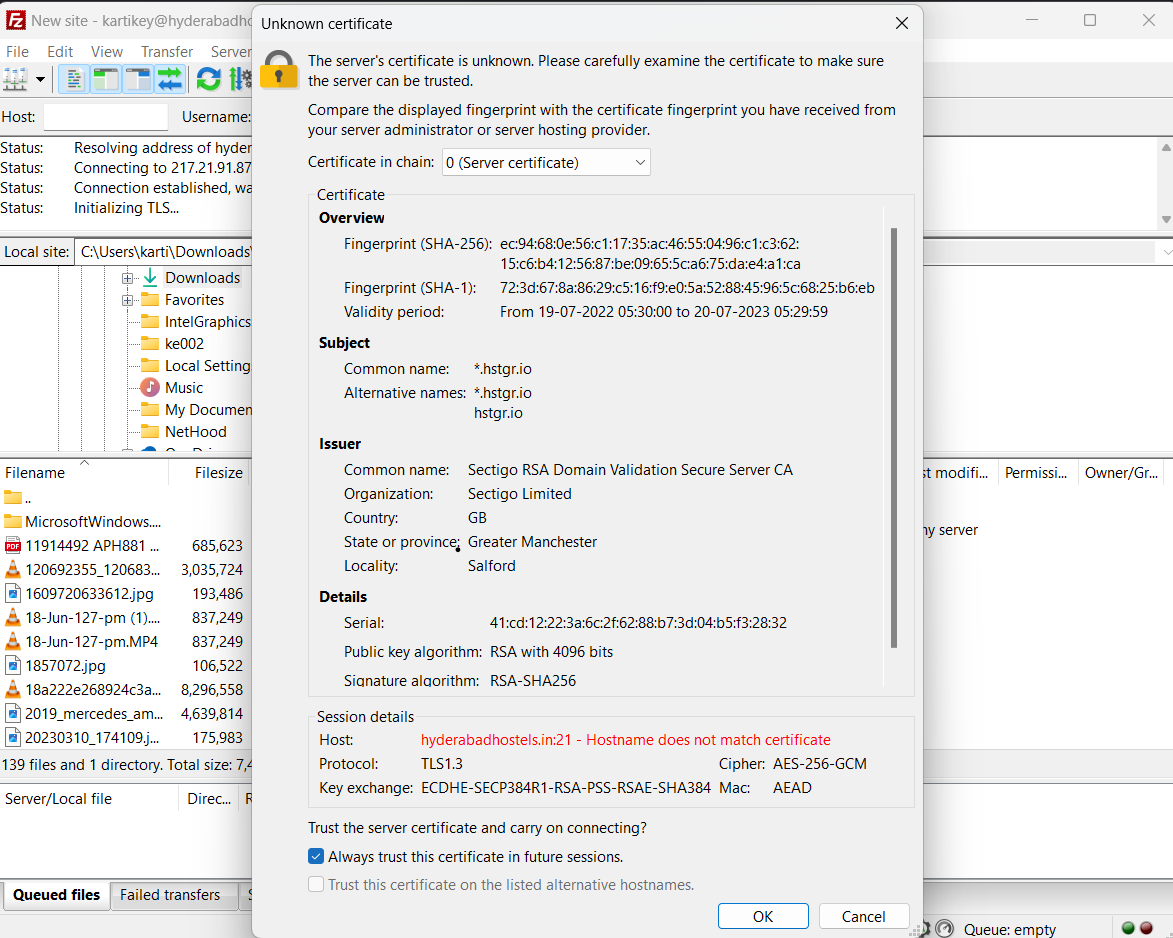 New site - kartikey@hyderabadho
Unknown certificate
File Edit View Transfer Server
The server's certificate is unknown. Please carefully examine the certificate to make sure
the server can be trusted.
Compare the displayed fingerprint with the certificate fingerprint you have received from
your server administrator or server hosting provider.
Host:
Username:
Certificate in chain: 0 (Server certificate)
Status: Resolving address of hyder
Status: Connecting to 217.21.91.87
Status: Connection established, wa
Status: Initializing TLS...
Local site: C:\Users\karti\Downloads\
Downloads
Favorites
IntelGraphics
ke002
Local Setting
Music
My Documen
NetHood
Certificate
Overview
Fingerprint (SHA-256): ec:94:68:0e:56:c1:17:35:ac:46:55:04:96:c1:c3:62:
15:c6:b4:12:56:87:be:09:65:5c:a6:75:da:e4:a1:ca
Fingerprint (SHA-1): 72:3d:67:8a:86:29:c5:16:f9:e0:5a:52:88:45:96:5c:68:25:b6:eb
Validity period: From 19-07-2022 05:30:00 to 20-07-2023 05:29:59
Subject
Common name: *.hstgr.io
Alternative names: *.hstgr.io
hstgr.io
Issuer
Common name: Sectigo RSA Domain Validation Secure Server CA
Organization: Sectigo Limited
Country: GB
State or province: Greater Manchester
Locality: Salford
Details
Serial: 41:cd:12:22:3a:6c:2f:62:88:b7:3d:04:b5:f3:28:32
Public key algorithm: RSA with 4096 bits
Signature algorithm: RSA-SHA256
Filename Filesize
..
MicrosoftWindows....
11914492 APH881 ... 685,623
120692355_120683... 3,035,724
1609720633612.jpg 193,486
18-Jun-127-pm (1).... 837,249
18-Jun-127-pm.MP4 837,249
1857072.jpg 106,522
18a222e268924c3a... 8,296,558
2019_mercedes_am... 4,639,814
20230310_174109.j... 175,983
139 files and 1 directory. Total size: 7,4
st modifi... Permissi... Owner/Gr...
ny server
Session details
Host: hyderabadhostels.in:21 - Hostname does not match certificate
Protocol: TLS1.3 Cipher: AES-256-GCM
Key exchange: ECDHE-SECP384R1-RSA-PSS-RSAE-SHA384 Mac: AEAD
Trust the server certificate and carry on connecting?
Always trust this certificate in future sessions.
Trust this certificate on the listed alternative hostnames.
OK Cancel
Server/Local file Direc... R
Queued files Failed transfers S
Queue: empty